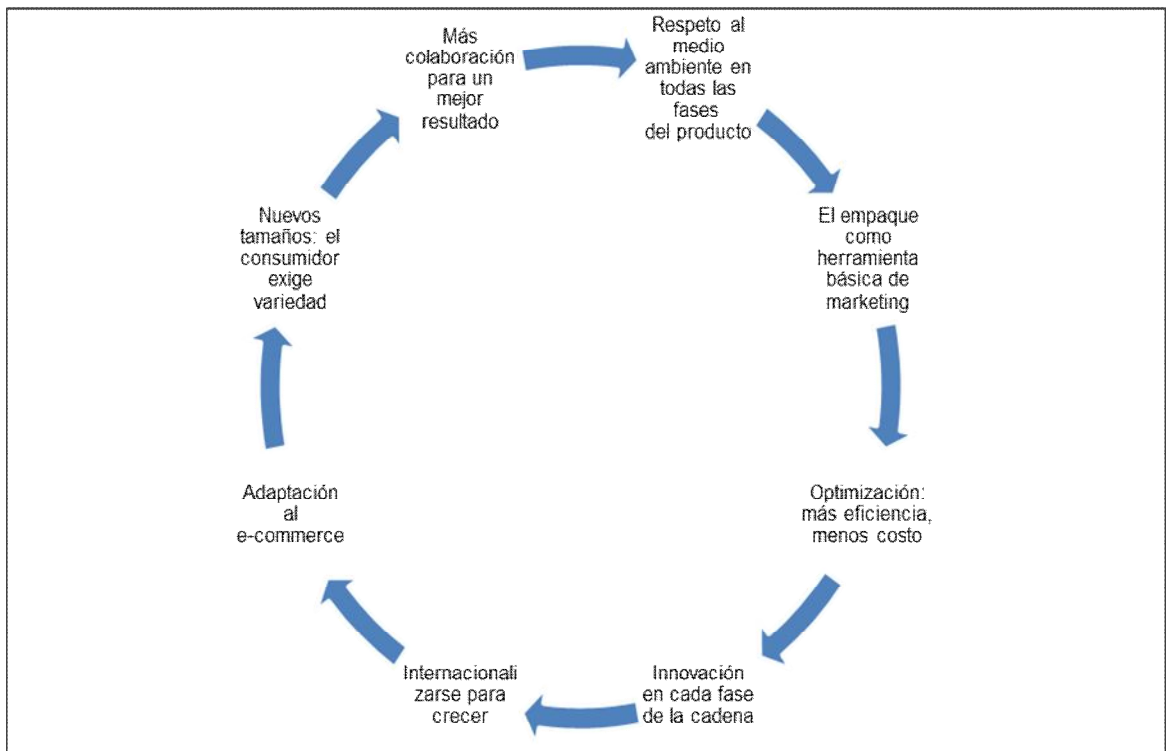 Más
colaboración
para un
mejor
resultado
Respeto al
medio
ambiente en
todas las
fases
del producto
El empaque
como
herramienta
básica de
marketing
Optimización:
más eficiencia,
menos costo
Innovación
en cada fase
de la cadena
Internacionali
zarse para
crecer
Adaptación
al
e-commerce
Nuevos
tamaños: el
consumidor
exige
variedad